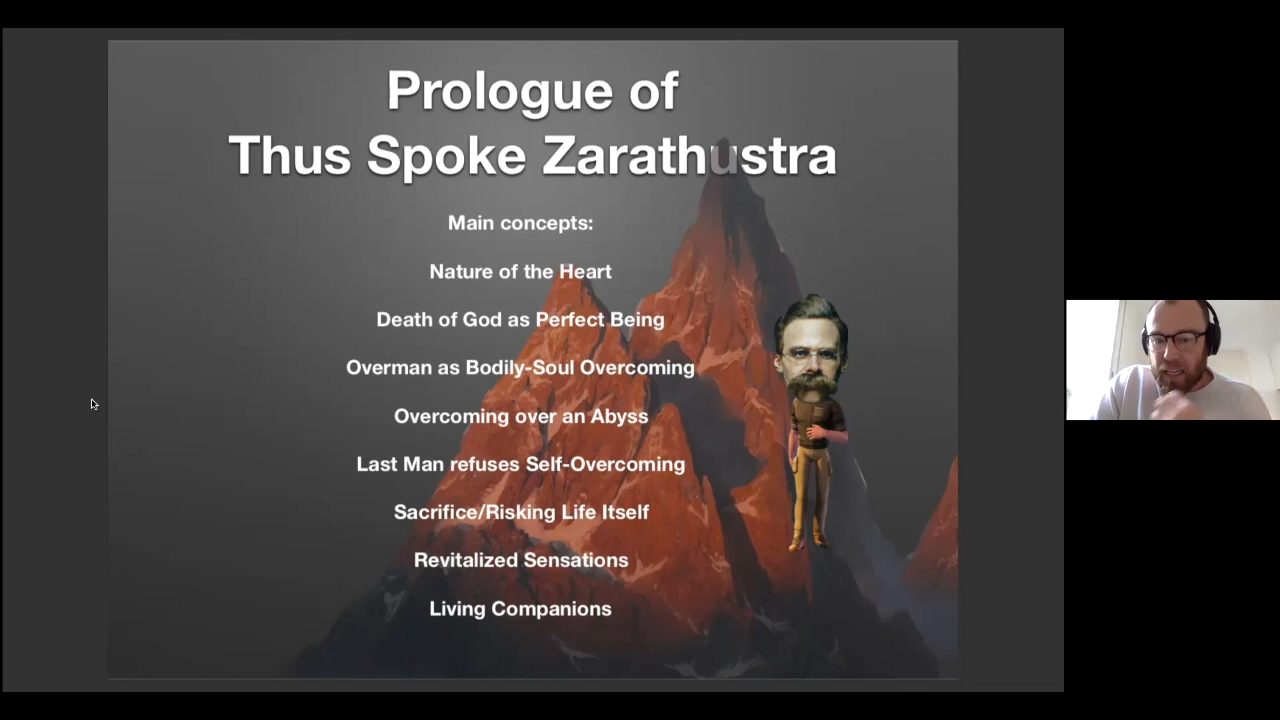 Prologue of
Thus Spoke Zarathustra
Main concepts:
Nature of the Heart
Death of God as Perfect Being
Overman as Bodily-Soul Overcoming
Overcoming over an Abyss
Last Man refuses Self-Overcoming
Sacrifice/Risking Life Itself
Revitalized Sensations
Living Companions